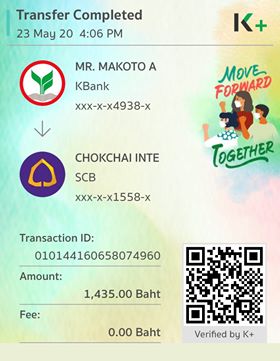 Transfer Completed
23 May 20 4:06 PM
K+
MR. MAKOTO A
KBank
xxx-x-x4938-x
MOVE
FORWARD
TOGETHER
CHOKCHAI INTE
SCB
xxx-x-x1558-x
Transaction ID:
010144160658074960
Amount:
1,435.00 Baht
Fee:
0.00 Baht
Verified by K+